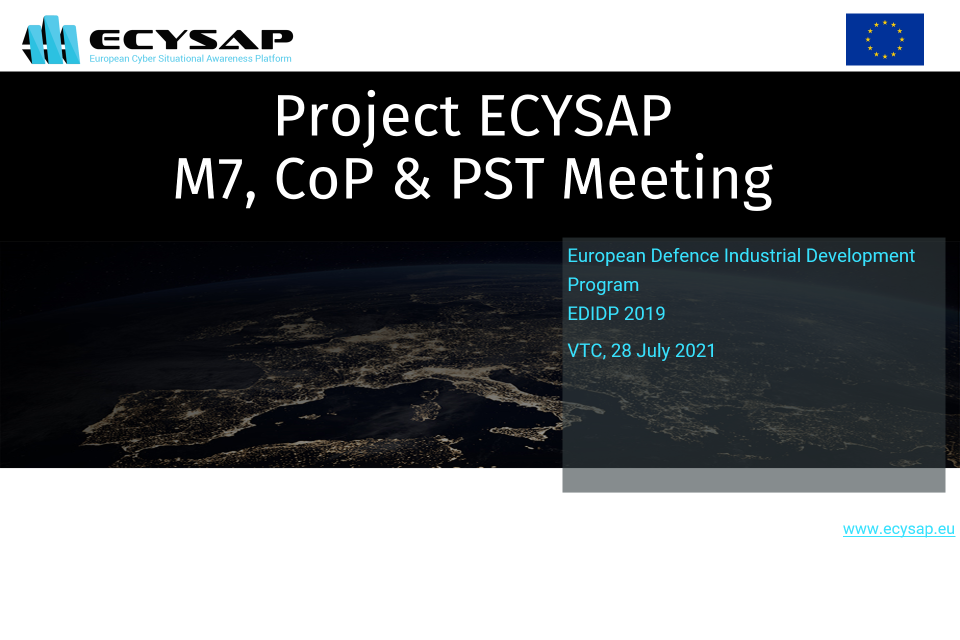 ECYSAP
European Cyber Situational Awareness Platform
Project ECYSAP
M7, CoP & PST Meeting
European Defence Industrial Development
Program
EDIDP 2019
VTC, 28 July 2021
www.ecysap.eu